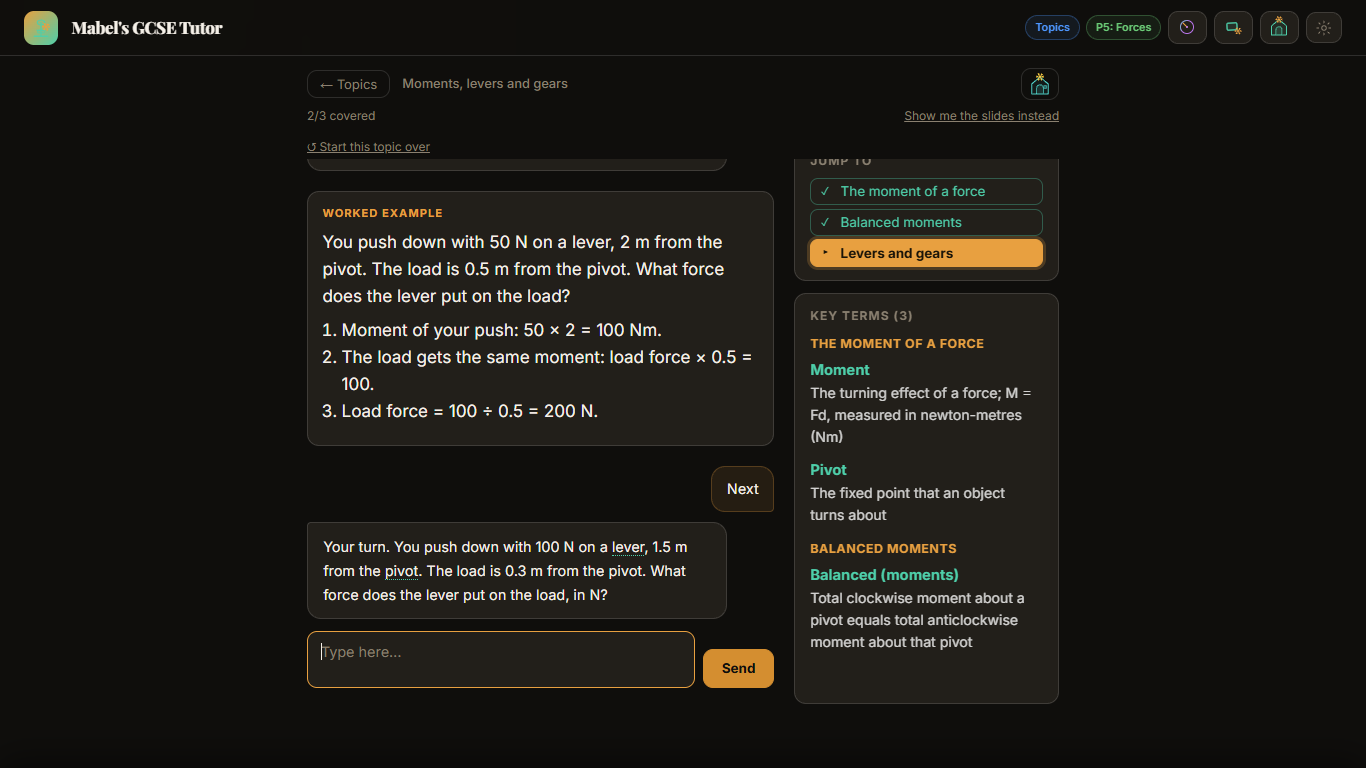 Mabel's GCSE Tutor
Topics
P5: Forces
← Topics
Moments, levers and gears
2/3 covered
Show me the slides instead
↺ Start this topic over
WORKED EXAMPLE
You push down with 50 N on a lever, 2 m from the
pivot. The load is 0.5 m from the pivot. What force
does the lever put on the load?
1. Moment of your push: 50 × 2 = 100 Nm.
2. The load gets the same moment: load force × 0.5 =
100.
3. Load force = 100 ÷ 0.5 = 200 N.
Next
Your turn. You push down with 100 N on a lever, 1.5 m
from the pivot. The load is 0.3 m from the pivot. What
force does the lever put on the load, in N?
Type here...
Send
JUMP TO
✓ The moment of a force
✓ Balanced moments
‣ Levers and gears
KEY TERMS (3)
THE MOMENT OF A FORCE
Moment
The turning effect of a force; M =
Fd, measured in newton-metres
(Nm)
Pivot
The fixed point that an object
turns about
BALANCED MOMENTS
Balanced (moments)
Total clockwise moment about a
pivot equals total anticlockwise
moment about that pivot